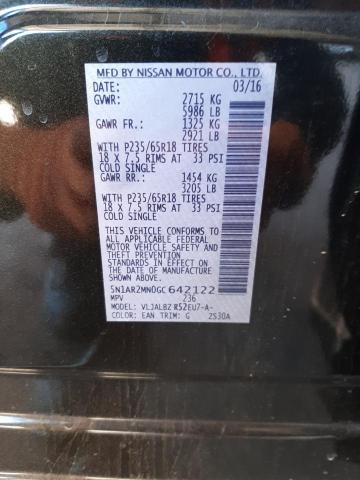 MFD BY NISSAN MOTOR CO., LTD.
DATE: 03/16
GVWR: 2715 KG
5986 LB
GAWR FR.: 1325 KG
2921 LB
WITH P235/65R18 TIRES
18 X 7.5 RIMS AT 33 PSI
COLD SINGLE
GAWR RR.: 1454 KG
3205 LB
WITH P235/65R18 TIRES
18 X 7.5 RIMS AT 33 PSI
COLD SINGLE
THIS VEHICLE CONFORMS TO
ALL APPLICABLE FEDERAL
MOTOR VEHICLE SAFETY AND
THEFT PREVENTION
STANDARDS IN EFFECT ON
THE DATE OF MANUFACTURE
SHOWN ABOVE.
5N1AR2MN0GC642122
MPV 236
MODEL: VLJALBZ R52EU7-A-
COLOR: EAN TRIM: G 2S30A